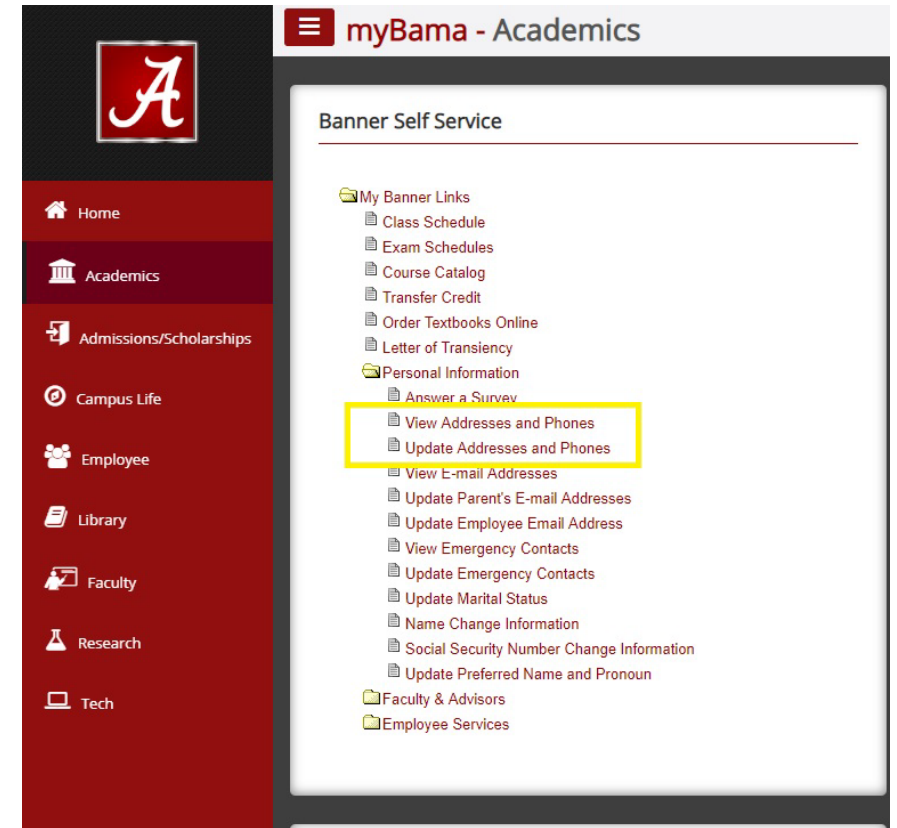 A
myBama - Academics
Banner Self Service
My Banner Links
Class Schedule
Exam Schedules
Course Catalog
Transfer Credit
Order Textbooks Online
Letter of Transiency
Personal Information
Answer a Survey
View Addresses and Phones
Update Addresses and Phones
View E-mail Addresses
Update Parent's E-mail Addresses
Update Employee Email Address
View Emergency Contacts
Update Emergency Contacts
Update Marital Status
Name Change Information
Social Security Number Change Information
Update Preferred Name and Pronoun
Faculty & Advisors
Employee Services
Home
Academics
Admissions/Scholarships
Campus Life
Employee
Library
Faculty
Research
Tech